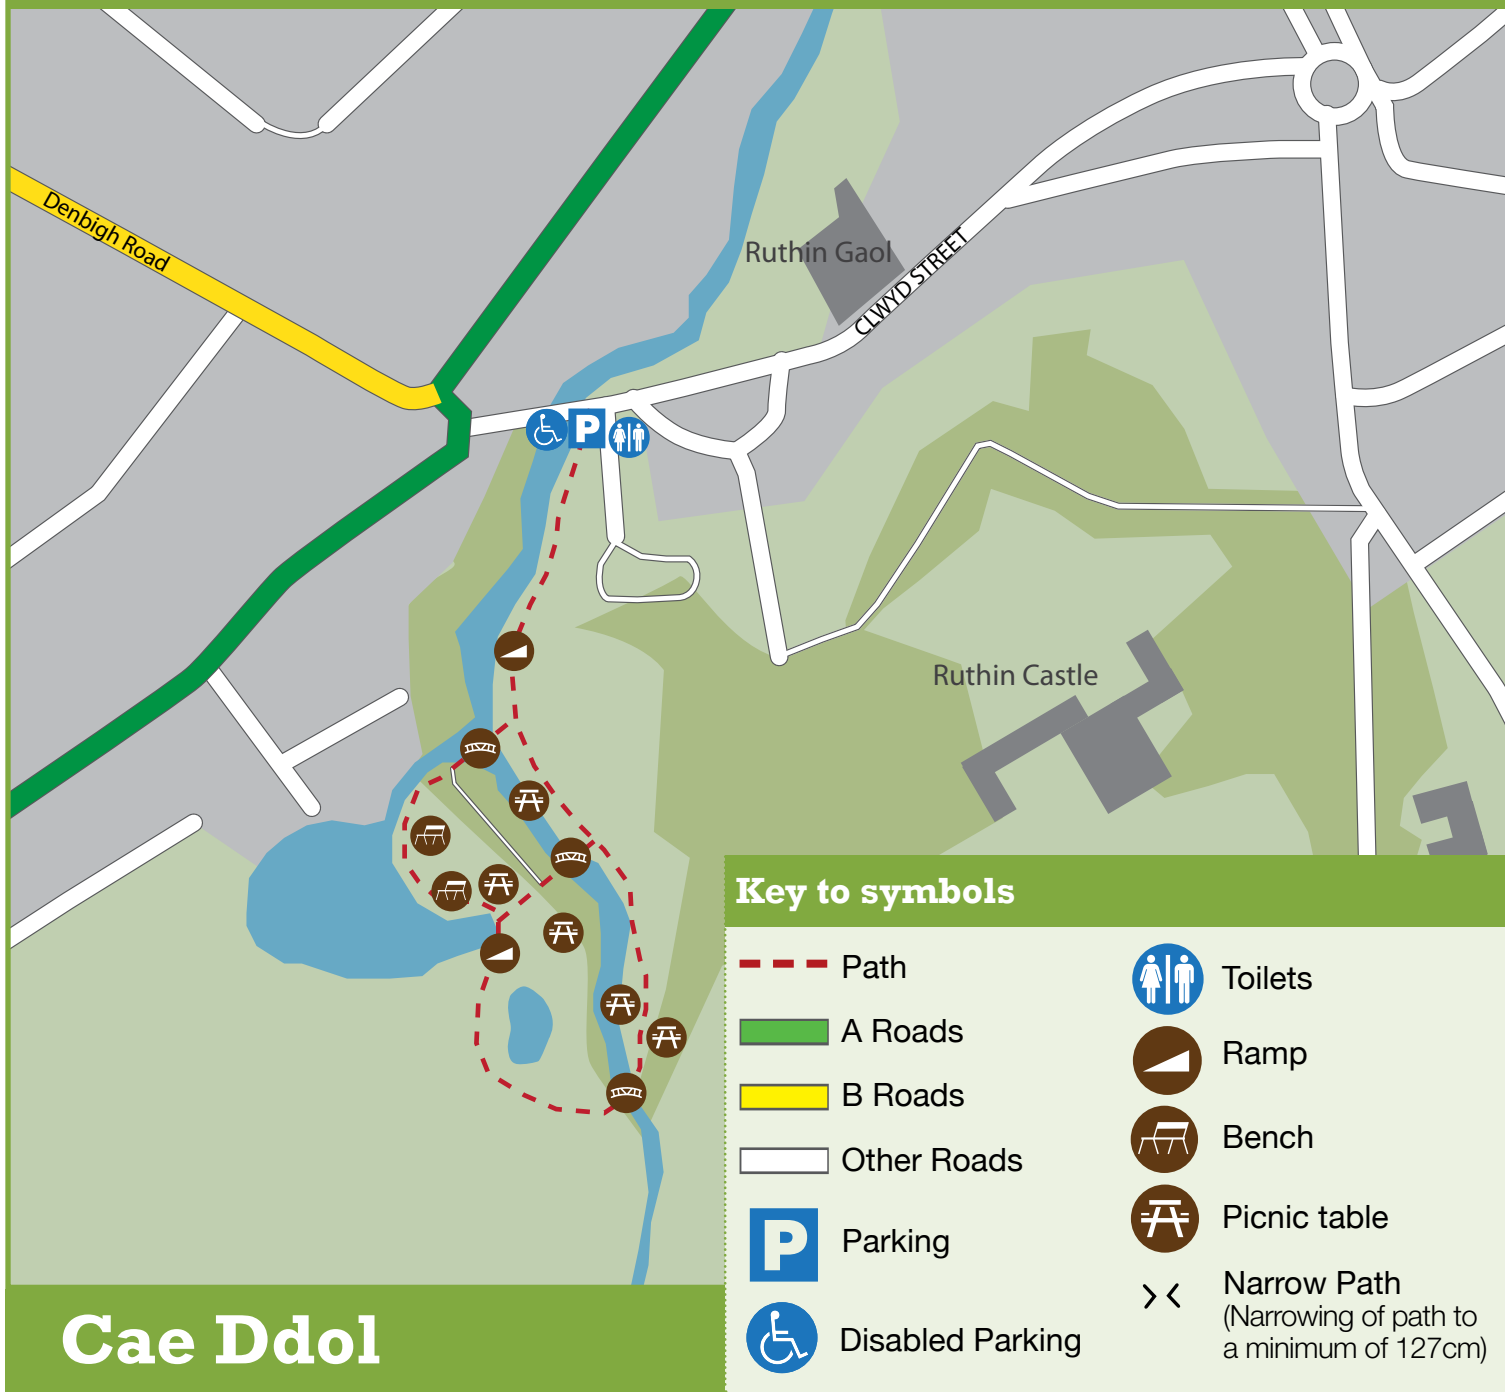 Denbigh Road
Ruthin Gaol
CLWYD STREET
P
Ruthin Castle
Key to symbols
Path
A Roads
B Roads
Other Roads
P
Parking
Disabled Parking
Toilets
Ramp
Bench
Picnic table
Narrow Path
(Narrowing of path to
a minimum of 127cm)
Cae Ddol